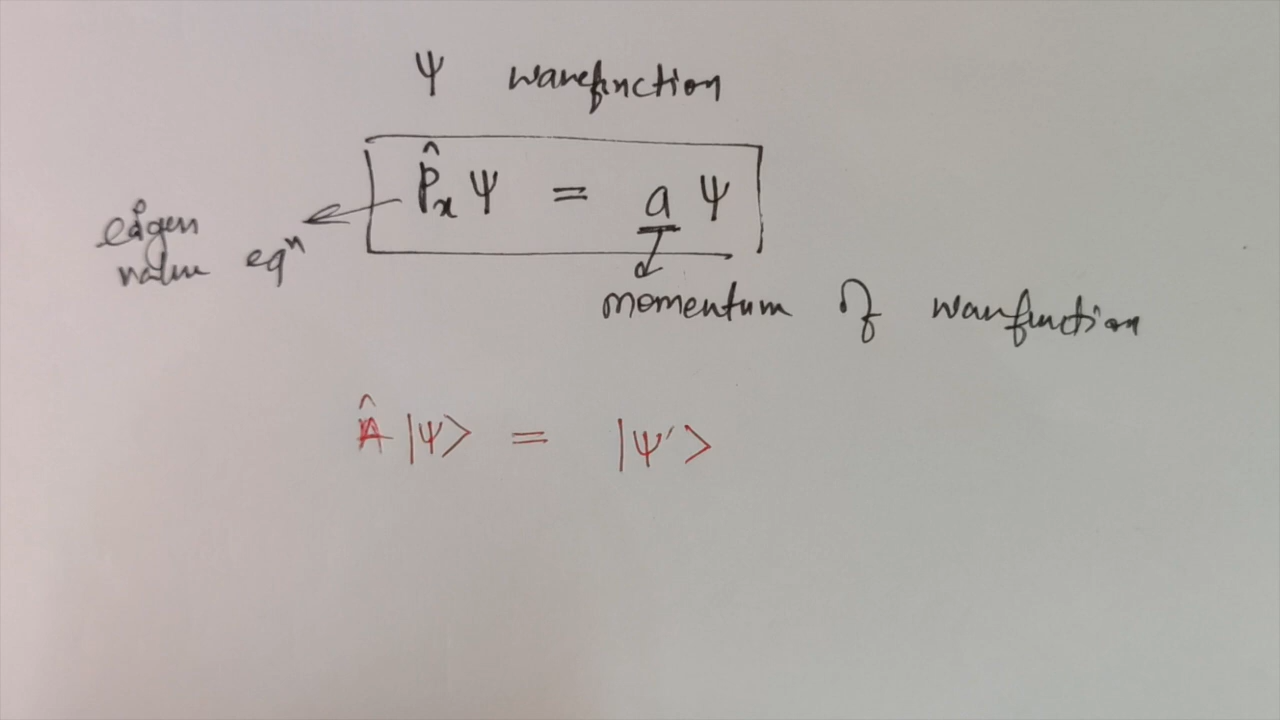 Ψ wavefunction
P̂ₓ Ψ = a Ψ
eigen
value eqⁿ
momentum of wavefunction
Â |Ψ> = |Ψ'>